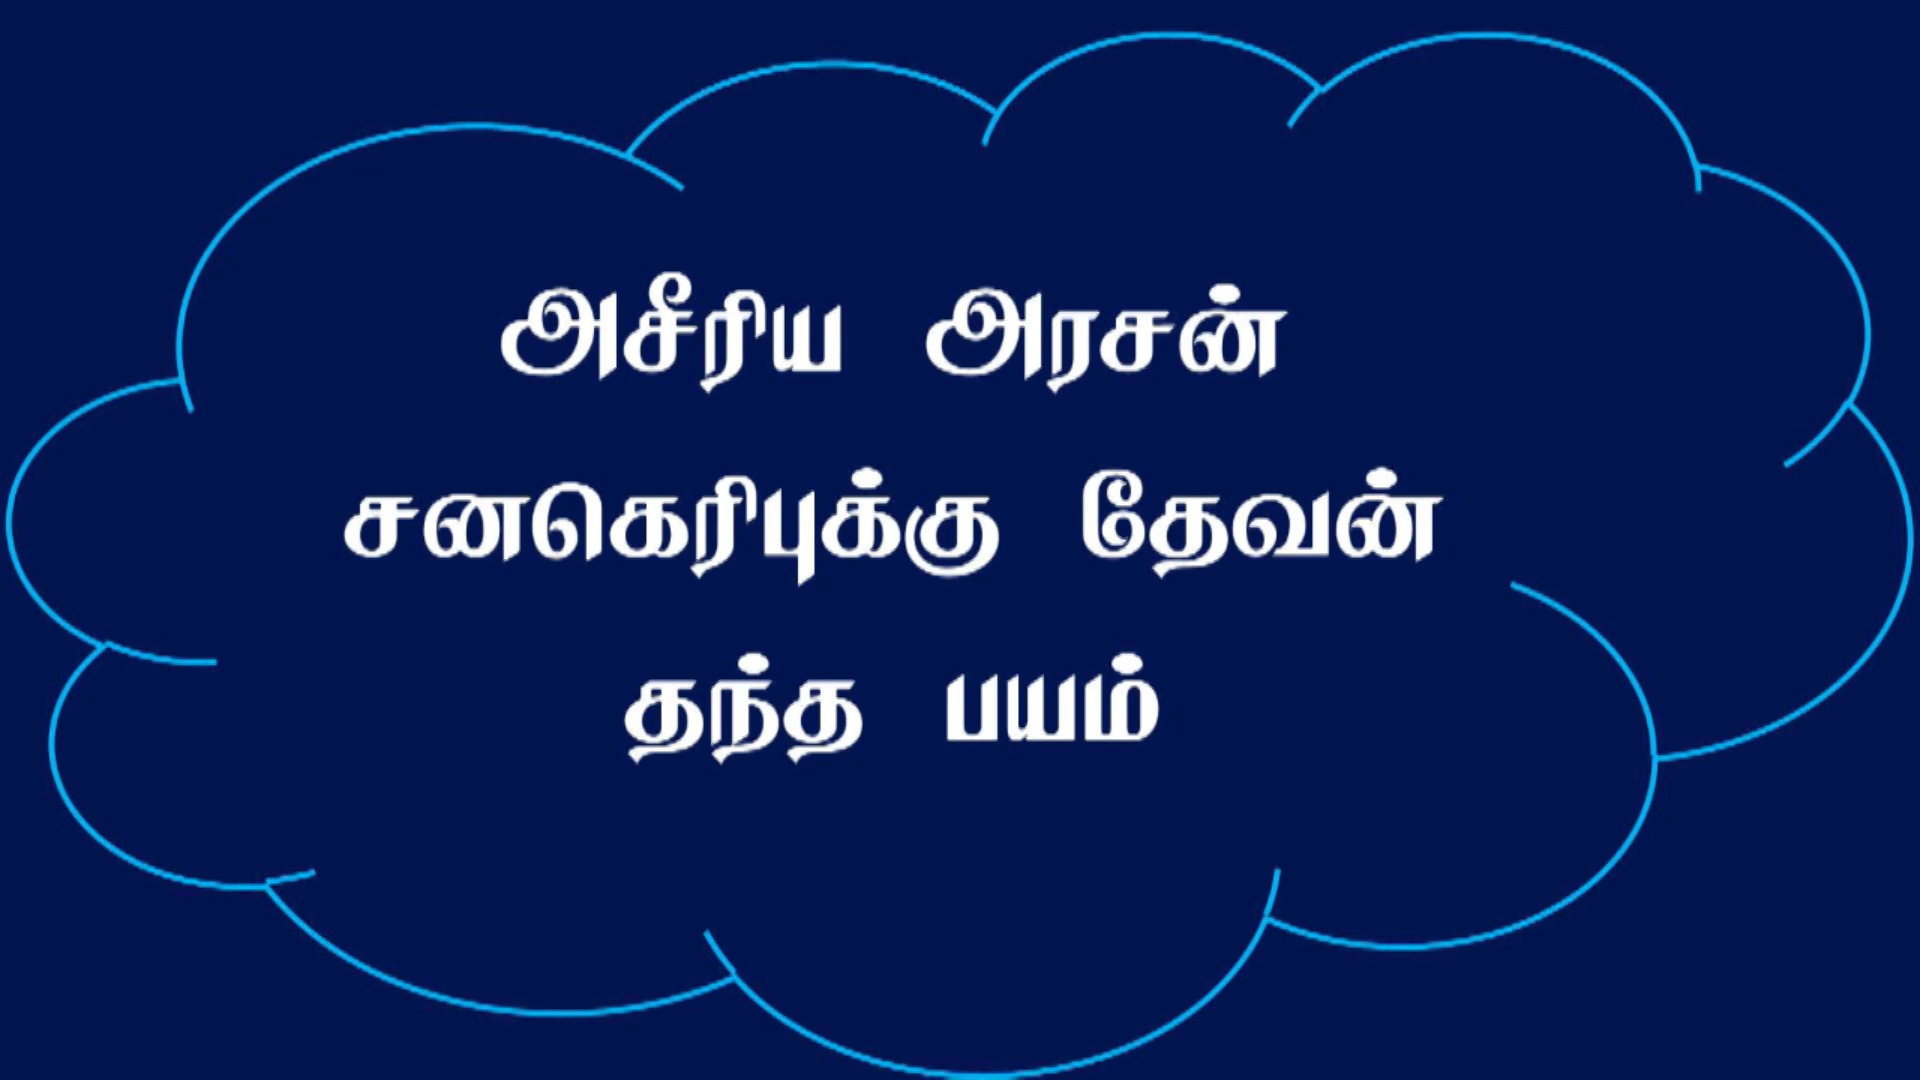 அசீரிய அரசன்
சனகெரிபுக்கு தேவன்
தந்த பயம்